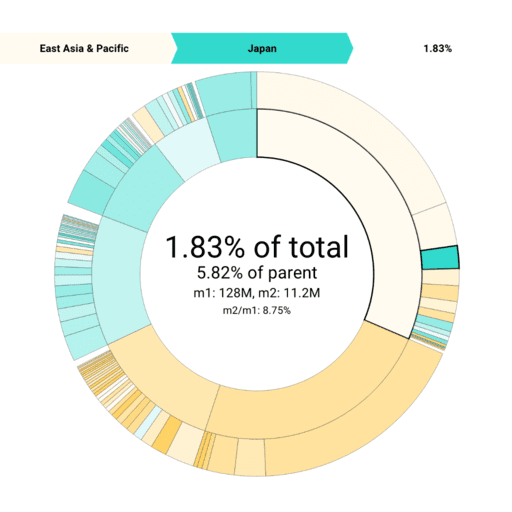 East Asia & Pacific
Japan
1.83%
1.83% of total
5.82% of parent
m1: 128M, m2: 11.2M
m2/m1: 8.75%